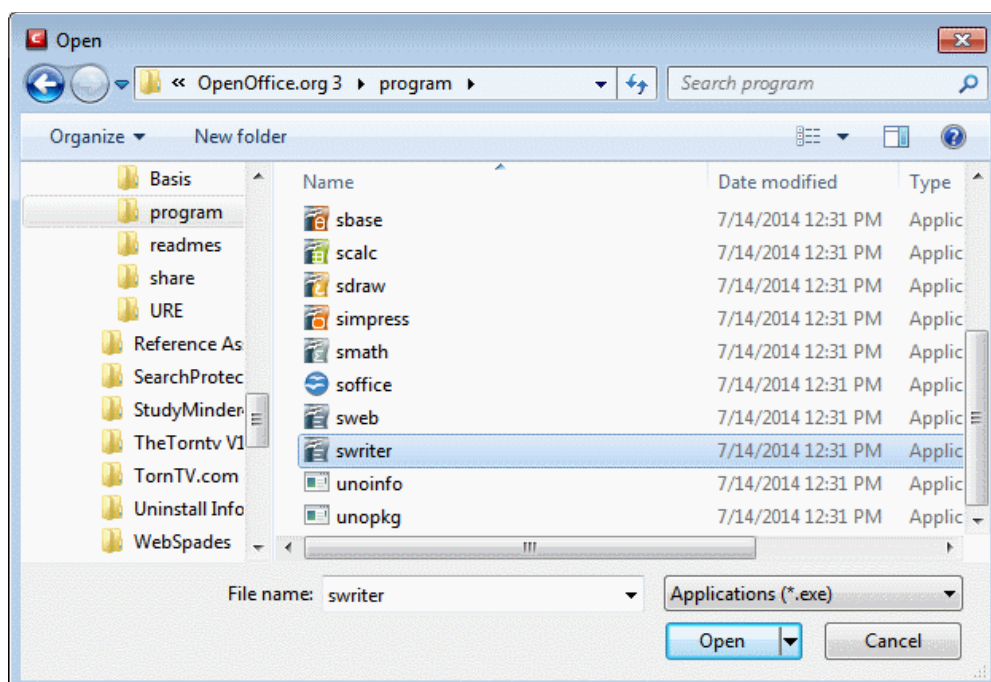 Open
« OpenOffice.org 3 program Search program
Organize New folder
Basis
program
readmes
share
URE
Reference As
SearchProtec
StudyMinder
TheTorntv V1
TornTV.com
Uninstall Info
WebSpades
Name Date modified Type
sbase 7/14/2014 12:31 PM Applic
scalc 7/14/2014 12:31 PM Applic
sdraw 7/14/2014 12:31 PM Applic
simpress 7/14/2014 12:31 PM Applic
smath 7/14/2014 12:31 PM Applic
soffice 7/14/2014 12:31 PM Applic
sweb 7/14/2014 12:31 PM Applic
swriter 7/14/2014 12:31 PM Applic
unoinfo 7/14/2014 12:31 PM Applic
unopkg 7/14/2014 12:31 PM Applic
File name: swriter Applications (*.exe)
Open Cancel